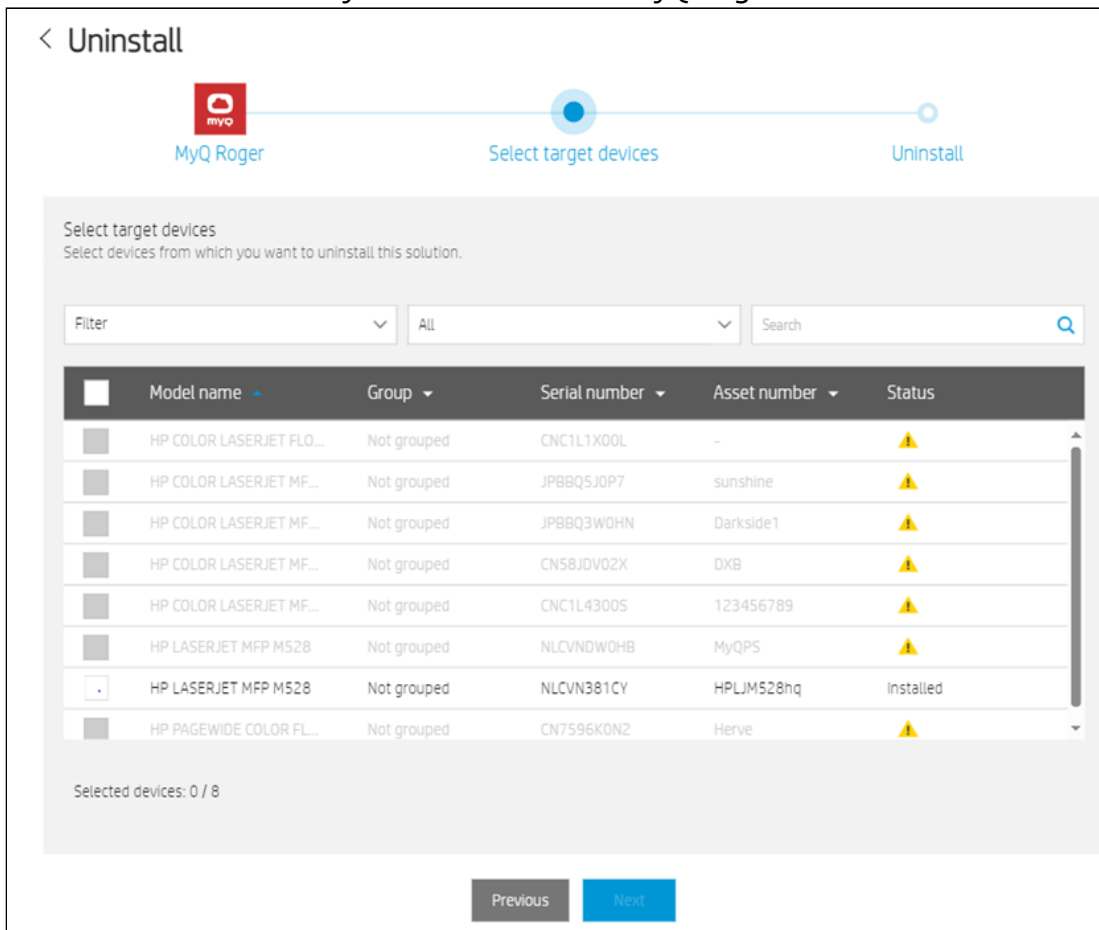 < Uninstall
myQ
MyQ Roger Select target devices Uninstall
Select target devices
Select devices from which you want to uninstall this solution.
Filter All Search
Model name Group Serial number Asset number Status
HP COLOR LASERJET FLO... Not grouped CNC1L1X00L -
HP COLOR LASERJET MF... Not grouped JPBBQ5J0P7 sunshine
HP COLOR LASERJET MF... Not grouped JPBBQ3W0HN Darkside1
HP COLOR LASERJET MF... Not grouped CN58JDV02X DXB
HP COLOR LASERJET MF... Not grouped CNC1L4300S 123456789
HP LASERJET MFP M528 Not grouped NLCVNDW0HB MyQPS
HP LASERJET MFP M528 Not grouped NLCVN381CY HPLJM528hq Installed
HP PAGEWIDE COLOR FL... Not grouped CN7596K0N2 Herve
Selected devices: 0 / 8
Previous Next